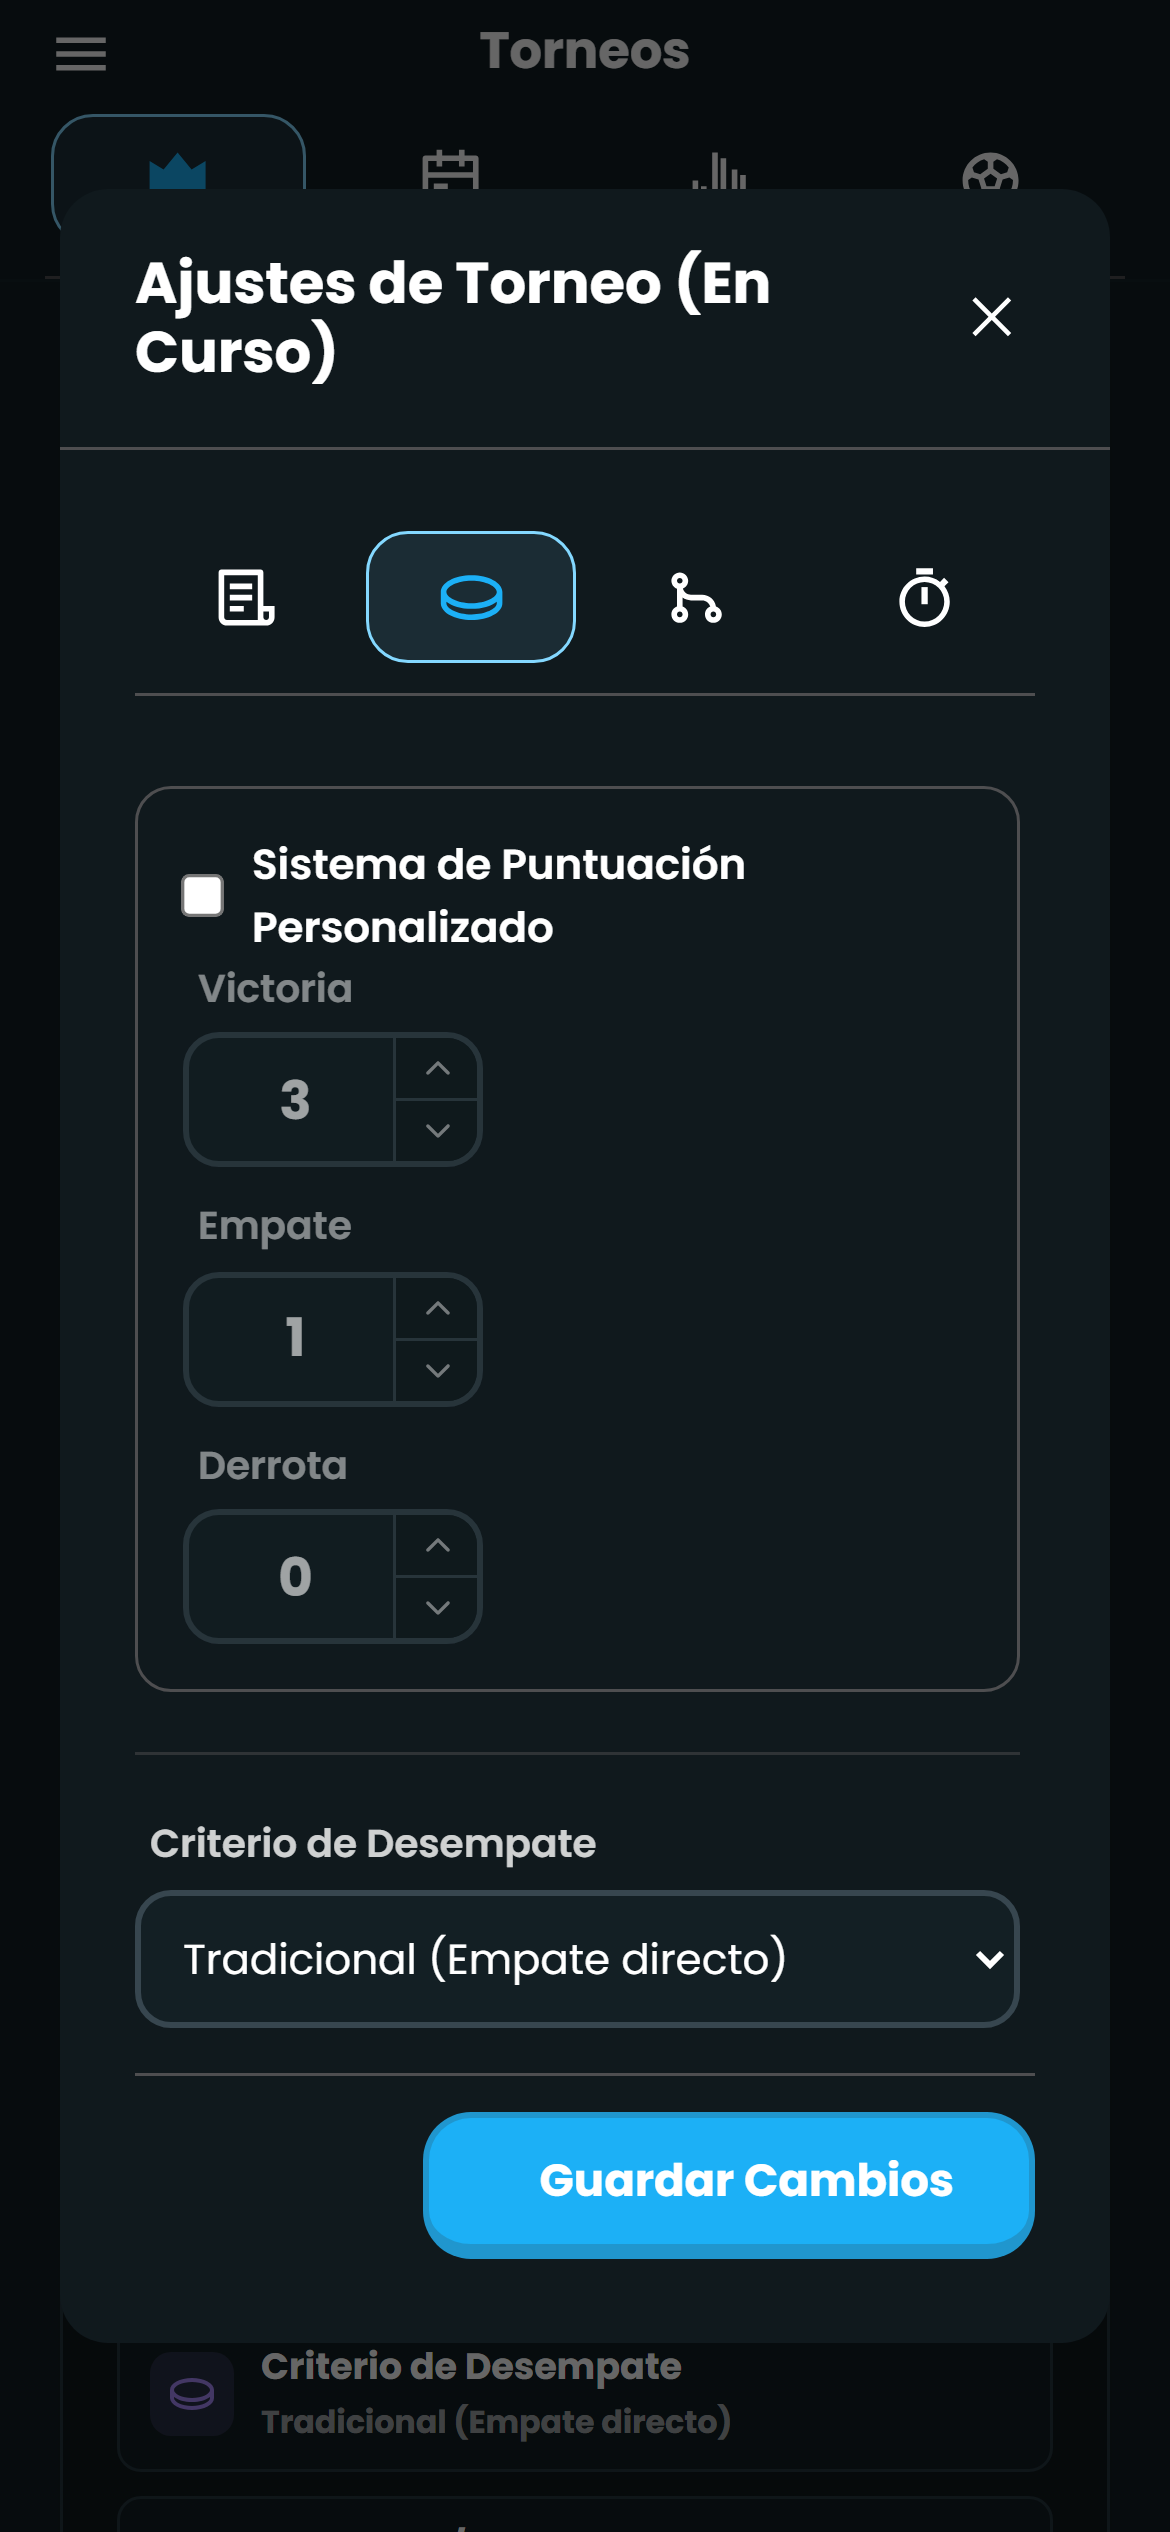 Torneos
Ajustes de Torneo (En
Curso)
Sistema de Puntuación
Personalizado
Victoria
3
Empate
1
Derrota
0
Criterio de Desempate
Tradicional (Empate directo)
Guardar Cambios
Criterio de Desempate
Tradicional (Empate directo)